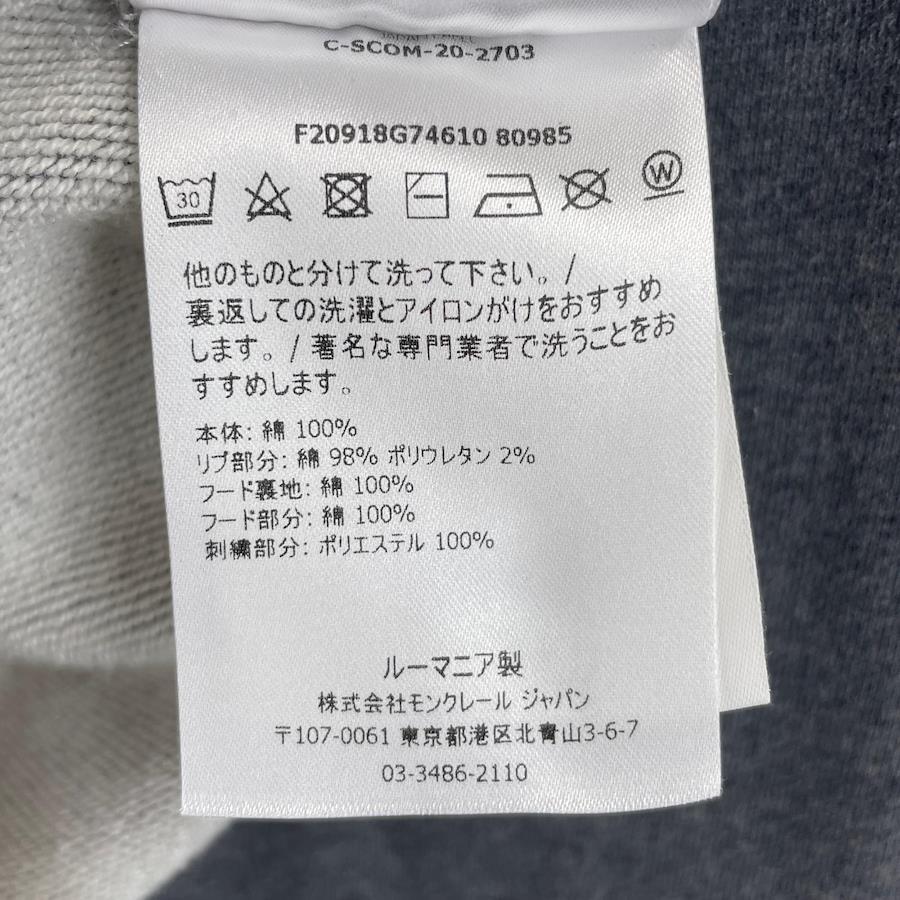 C-SCOM-20-2703
F20918G74610 80985
30
W
他のものと分けて洗って下さい。/
裏返しての洗濯とアイロンがけをおすすめ
します。/ 著名な専門業者で洗うことをお
すすめします。
本体: 綿 100%
リブ部分: 綿 98% ポリウレタン 2%
フード裏地: 綿 100%
フード部分: 綿 100%
刺繍部分: ポリエステル 100%
ルーマニア製
株式会社モンクレール ジャパン
〒107-0061 東京都港区北青山3-6-7
03-3486-2110